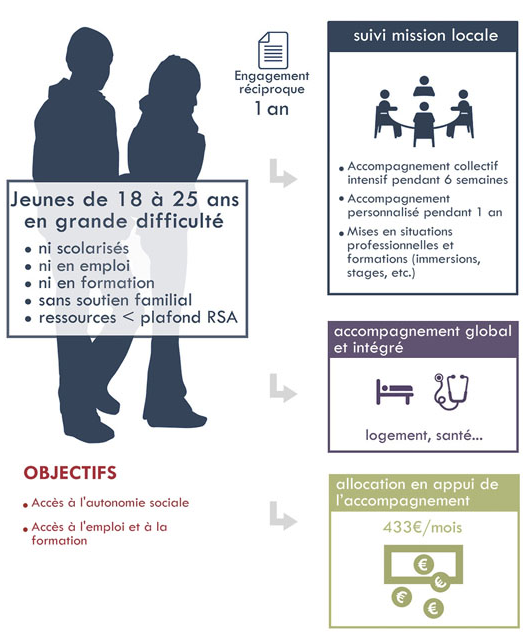 Engagement
réciproque
1 an
Jeunes de 18 à 25 ans
en grande difficulté
• ni scolarisés
• ni en emploi
• ni en formation
• sans soutien familial
• ressources < plafond RSA
OBJECTIFS
• Accès à l'autonomie sociale
• Accès à l'emploi et à la
formation
suivi mission locale
• Accompagnement collectif
intensif pendant 6 semaines
• Accompagnement
personnalisé pendant 1 an
• Mises en situations
professionnelles et
formations (immersions,
stages, etc.)
accompagnement global
et intégré
logement, santé...
allocation en appui de
l'accompagnement
433€/mois
€
€
€
€